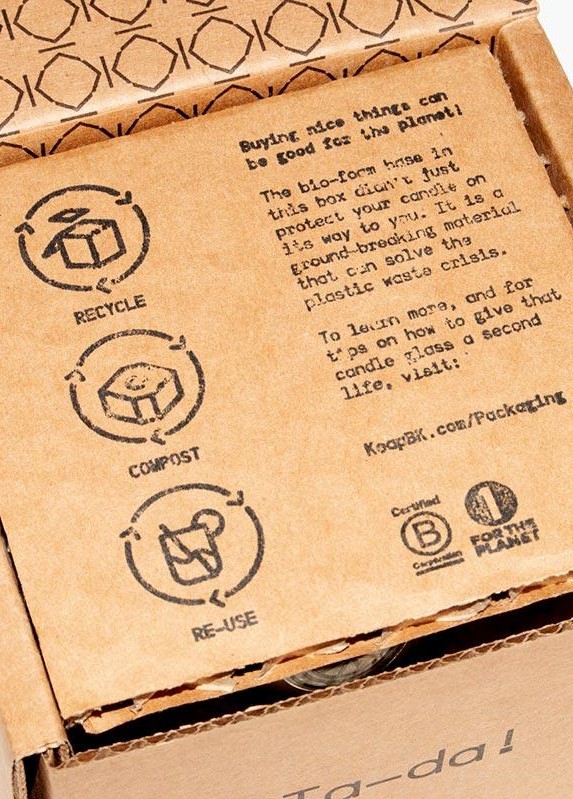 Buying nice things can
be good for the planet!
The bio-foam base in
this box didn't just
protect your candle on
its way to you. It is a
ground-breaking material
that can solve the
plastic waste crisis.
To learn more, and for
tips on how to give that
candle glass a second
life, visit:
KeapBK.com/Packaging
RECYCLE
COMPOST
RE-USE
Certified
B
Corporation
1
FOR THE
PLANET
Ta-da!